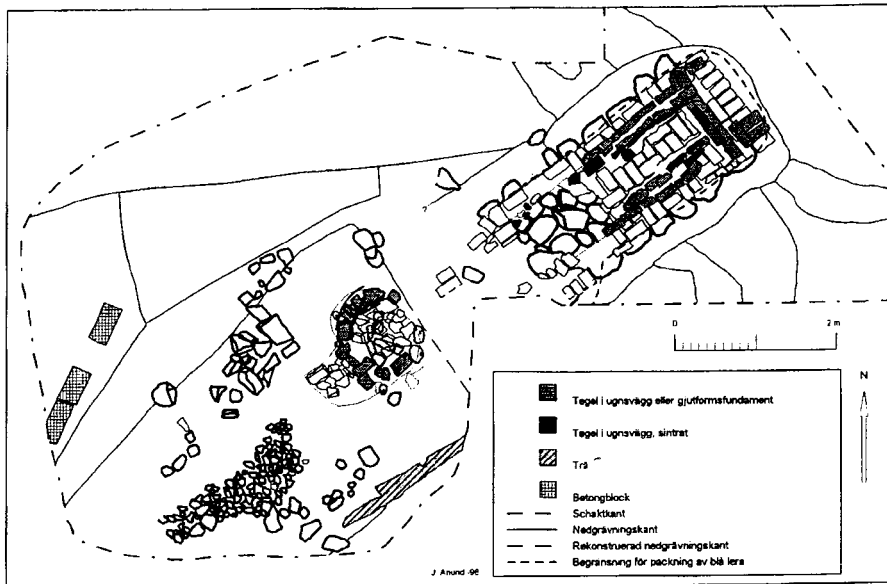 ?
0 2 m
N
Tegel i ugnsvägg eller gjutformsfundament
Tegel i ugnsvägg, sintrat
Trä
Betongblock
Schaktkant
Nedgrävningskant
Rekonstruerad nedgrävningskant
Begränsning för packning av blå lera
J Anund -96